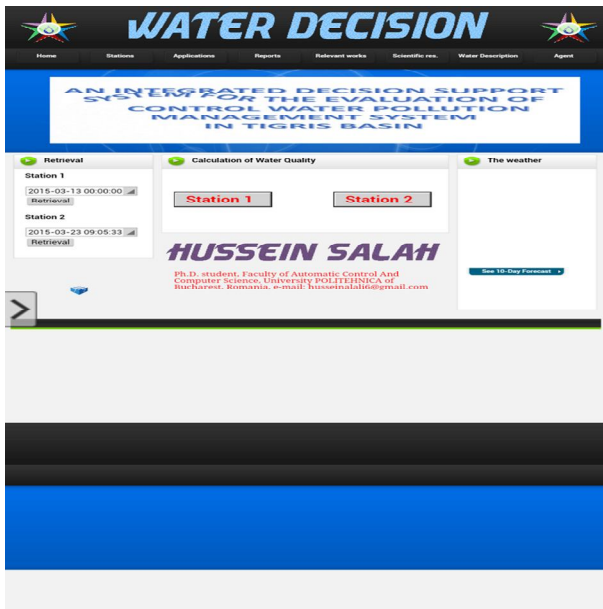 WATER DECISION
Home Stations Applications Reports Relevant works Scientific res. Water Description Agent
AN INTEGRATED DECISION SUPPORT
SYSTEM FOR THE EVALUATION OF
CONTROL WATER POLLUTION
MANAGEMENT SYSTEM
IN TIGRIS BASIN
Retrieval
Station 1
2015-03-13 00:00:00
Retrieval
Station 2
2015-03-23 09:05:33
Retrieval
Calculation of Water Quality
Station 1 Station 2
HUSSEIN SALAH
Ph.D. student, Faculty of Automatic Control And
Computer Science, University POLITEHNICA of
Bucharest, Romania, e-mail: husseinalali6@gmail.com
The weather
See 10-Day Forecast